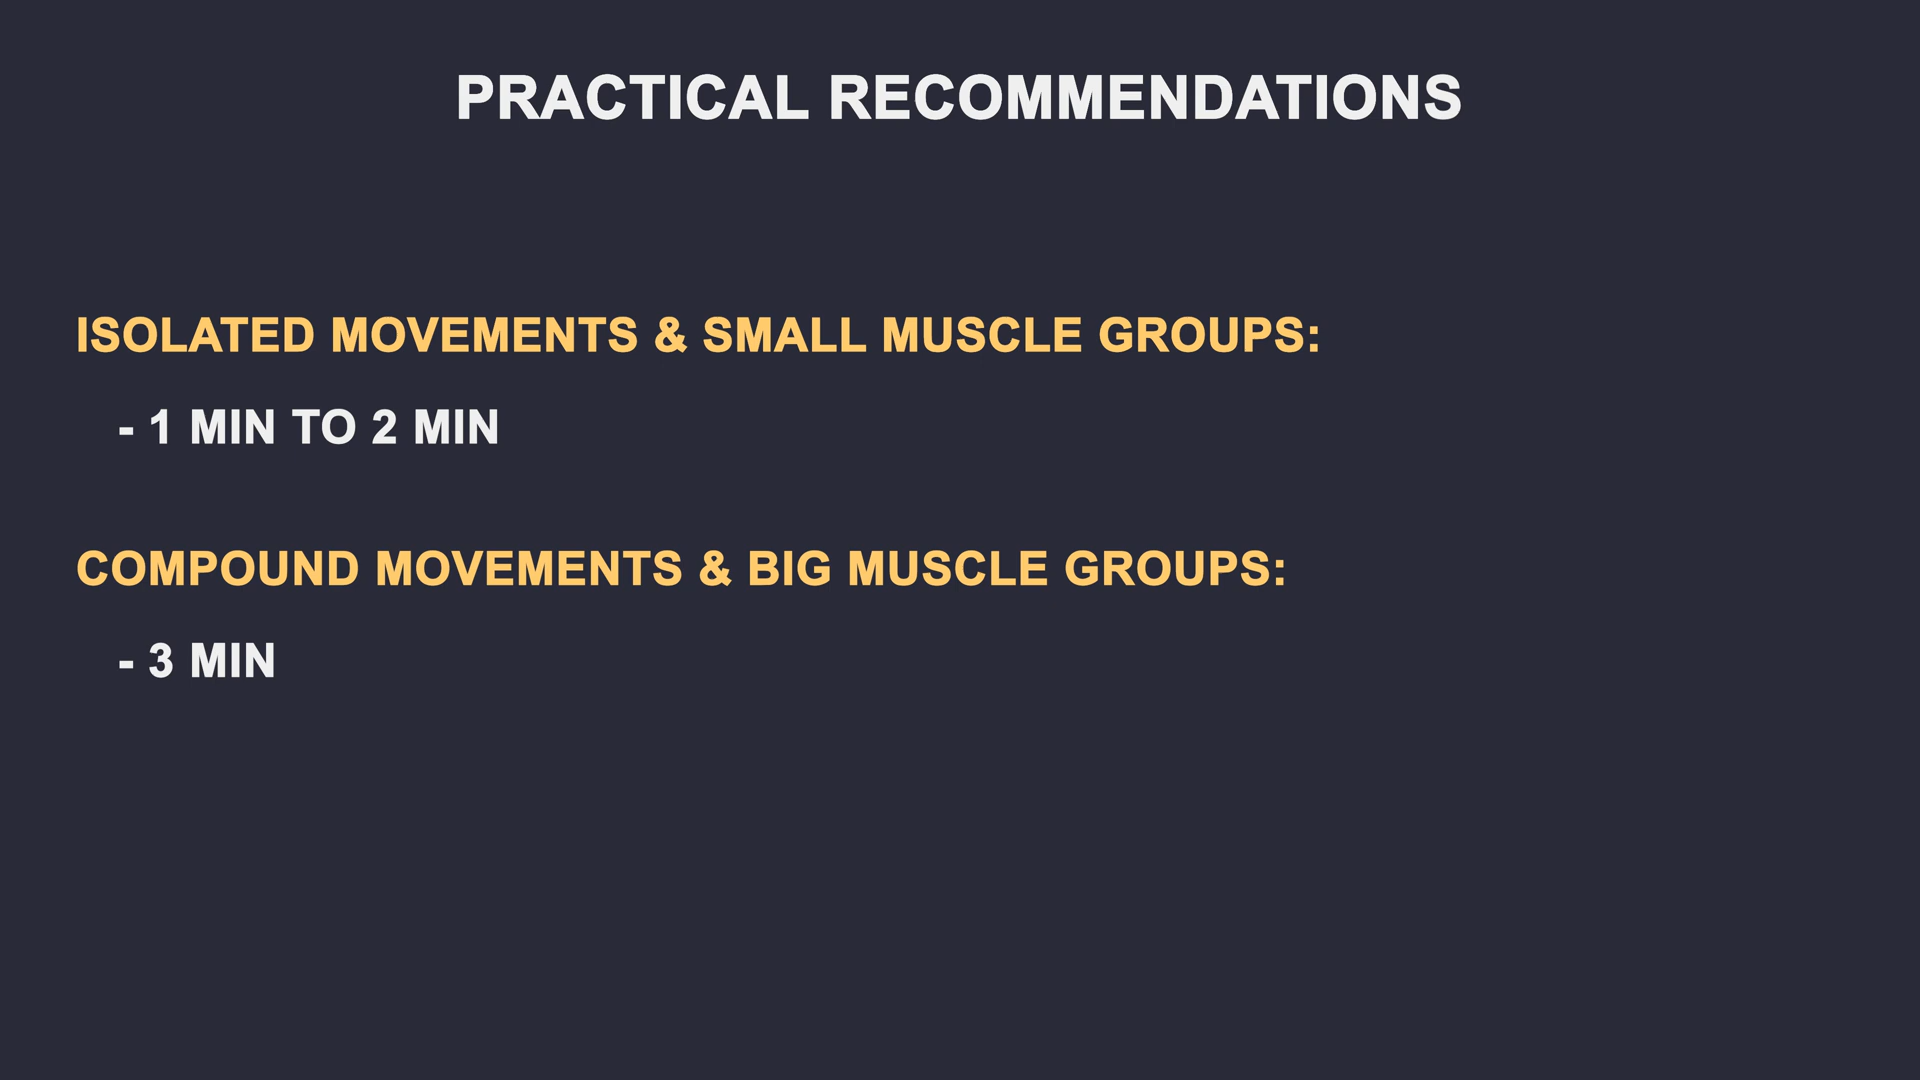 PRACTICAL RECOMMENDATIONS
ISOLATED MOVEMENTS & SMALL MUSCLE GROUPS:
- 1 MIN TO 2 MIN
COMPOUND MOVEMENTS & BIG MUSCLE GROUPS:
- 3 MIN